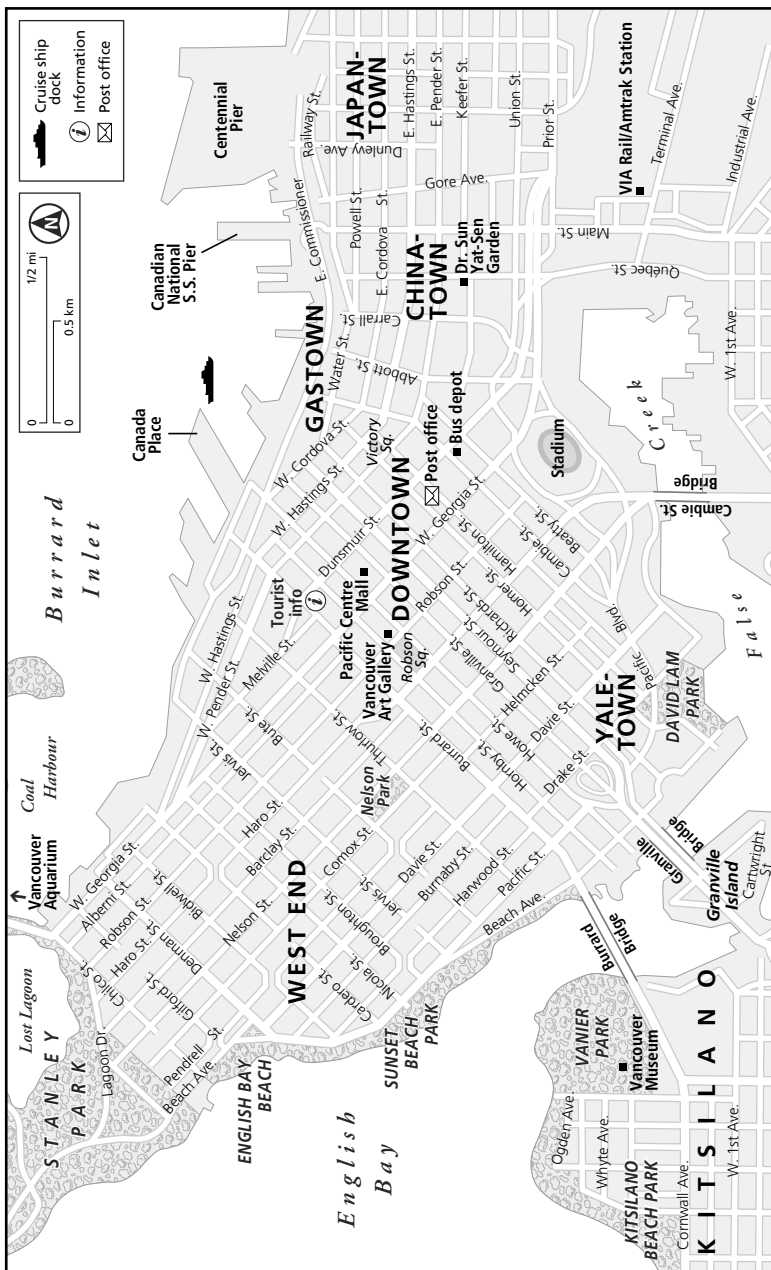 Cruise ship
dock
Information
Post office
0
1/2 mi
0
0.5 km
N
Burrard
Inlet
Coal
Harbour
Lost Lagoon
Vancouver
Aquarium
STANLEY
PARK
Lagoon Dr.
Canada
Place
Canadian
National
S.S. Pier
Centennial
Pier
W. Georgia St.
Alberni St.
Robson St.
Haro St.
Chilco St.
Gilford St.
Denman St.
Bidwell St.
Pendrell St.
Beach Ave.
Nelson St.
Barclay St.
Haro St.
Jervis St.
Bute St.
W. Pender St.
W. Hastings St.
Melville St.
Tourist
info
i
Dunsmuir St.
W. Hastings St.
W. Cordova St.
Victory
Sq.
GASTOWN
Water St.
Abbott St.
Carrall St.
E. Cordova St.
Powell St.
E. Commissioner
Railway St.
Dunlevy Ave.
JAPAN-
TOWN
E. Hastings St.
E. Pender St.
Keefer St.
Union St.
Prior St.
Gore Ave.
CHINA-
TOWN
Dr. Sun
Yat-Sen
Garden
Main St.
Québec St.
VIA Rail/Amtrak Station
Terminal Ave.
Industrial Ave.
W. 1st Ave.
WEST END
Comox St.
Nelson
Park
Thurlow St.
Burrard St.
Pacific Centre
Mall
Vancouver
Art Gallery
Robson
Sq.
DOWNTOWN
Post office
Bus depot
W. Georgia St.
Robson St.
Stadium
Beatty St.
Cambie St.
Hamilton St.
Homer St.
Richards St.
Seymour St.
Granville St.
Howe St.
Hornby St.
Helmcken St.
Davie St.
Drake St.
YALE-
TOWN
Pacific Blvd.
DAVID LAM
PARK
Cambie St.
Bridge
False Creek
Cardero St.
Nicola St.
Broughton St.
Jervis St.
Davie St.
Burnaby St.
Harwood St.
Pacific St.
Beach Ave.
ENGLISH BAY
BEACH
SUNSET
BEACH
PARK
English
Bay
Burrard
Bridge
Granville
Bridge
Granville
Island
Cartwright
St.
VANIER
PARK
Vancouver
Museum
Ogden Ave.
Whyte Ave.
KITSILANO
BEACH PARK
Cornwall Ave.
KITSILANO
W. 1st Ave.